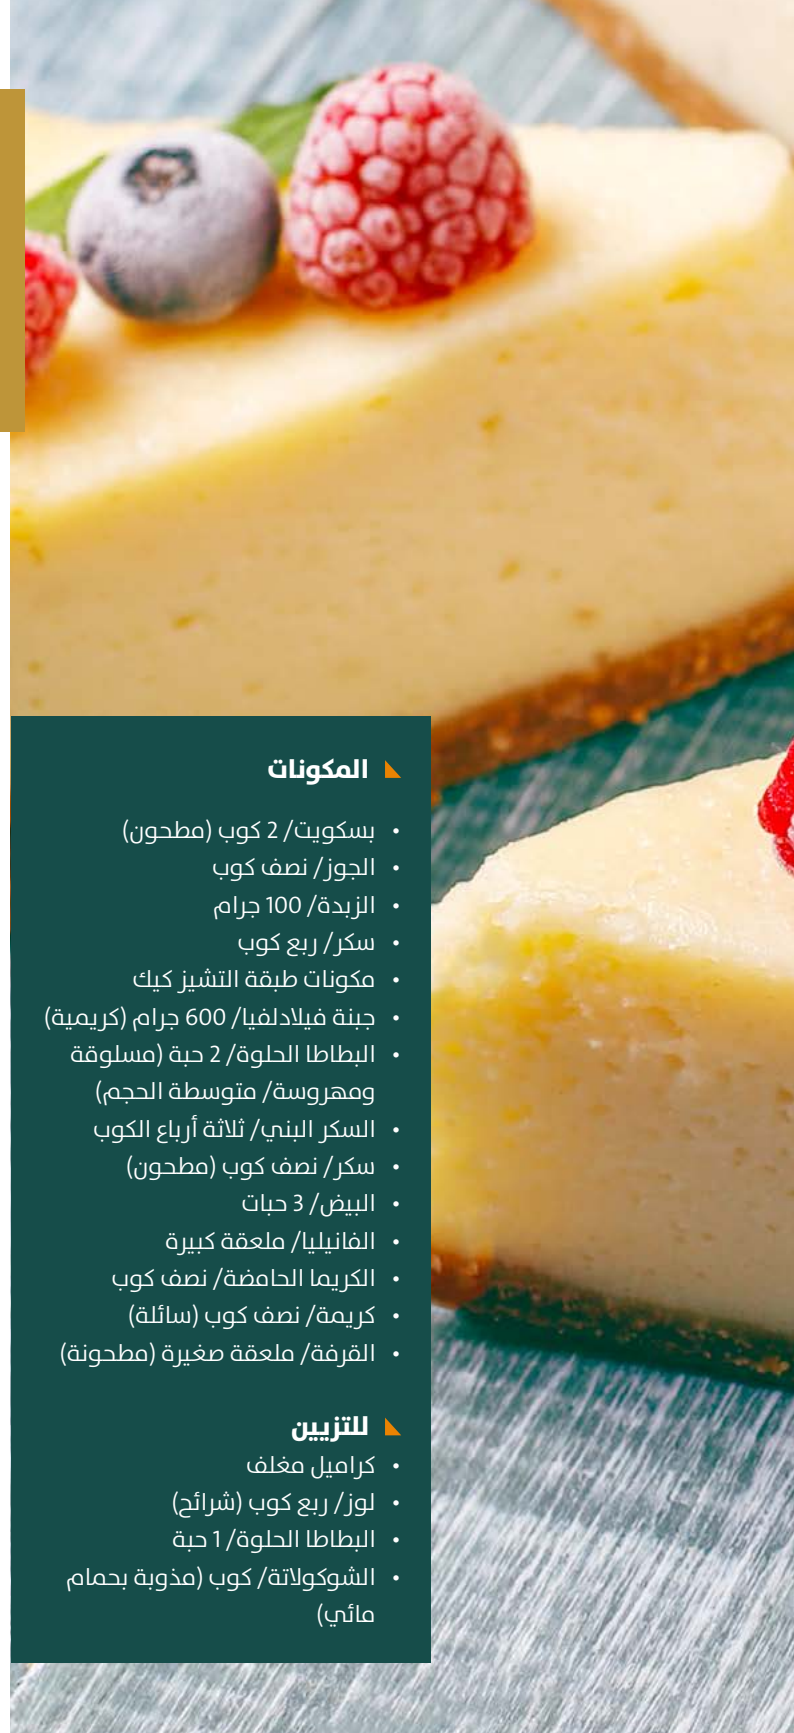 المكونات
• بسكويت/ 2 كوب (مطحون)
• الجوز/ نصف كوب
• الزبدة/ 100 جرام
• سكر/ ربع كوب
• مكونات طبقة التشيز كيك
• جبنة فيلادلفيا/ 600 جرام (كريمية)
• البطاطا الحلوة/ 2 حبة (مسلوقة
ومهروسة/ متوسطة الحجم)
• السكر البني/ ثلاثة أرباع الكوب
• سكر/ نصف كوب (مطحون)
• البيض/ 3 حبات
• الفانيليا/ ملعقة كبيرة
• الكريما الحامضة/ نصف كوب
• كريمة/ نصف كوب (سائلة)
• القرفة/ ملعقة صغيرة (مطحونة)
للتزيين
• كراميل مغلف
• لوز/ ربع كوب (شرائح)
• البطاطا الحلوة/ 1 حبة
• الشوكولاتة/ كوب (مذوبة بحمام
مائي)